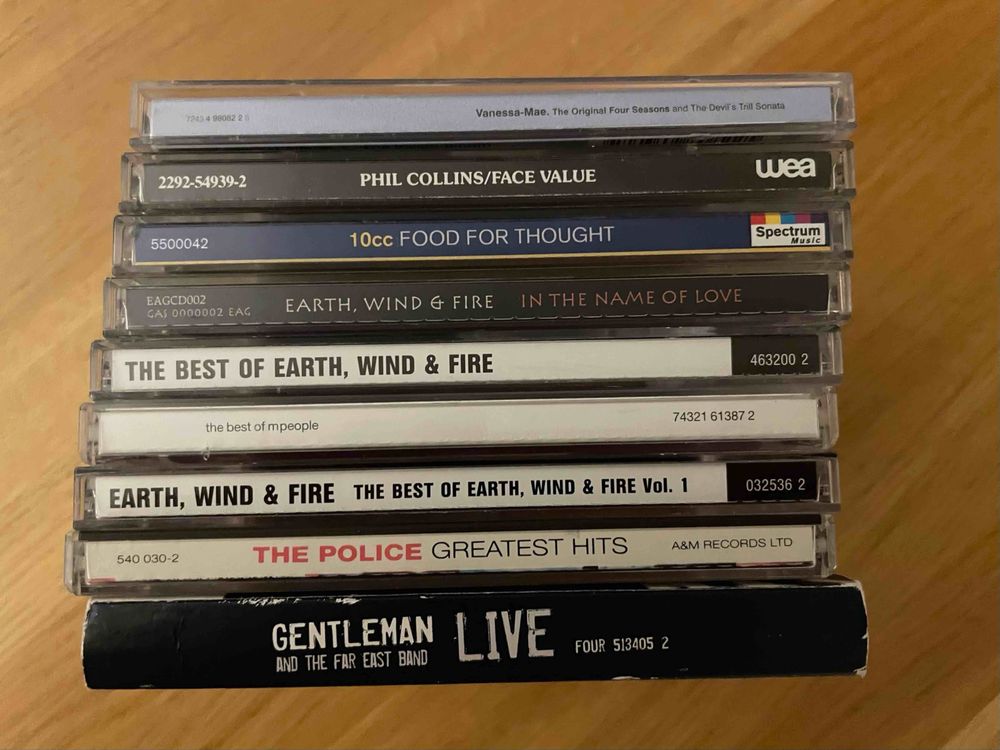 7243 4 98082 2 8 Vanessa-Mae. The Original Four Seasons and The Devil's Trill Sonata
2292-54939-2 PHIL COLLINS/FACE VALUE wea
5500042 10cc FOOD FOR THOUGHT Spectrum
Music
EAGCD002 EARTH, WIND & FIRE IN THE NAME OF LOVE
GAS 0000002 EAG
THE BEST OF EARTH, WIND & FIRE 463200 2
the best of mpeople 74321 61387 2
EARTH, WIND & FIRE THE BEST OF EARTH, WIND & FIRE Vol. 1 032536 2
540 030-2 THE POLICE GREATEST HITS A&M RECORDS LTD
GENTLEMAN LIVE FOUR 513405 2
AND THE FAR EAST BAND